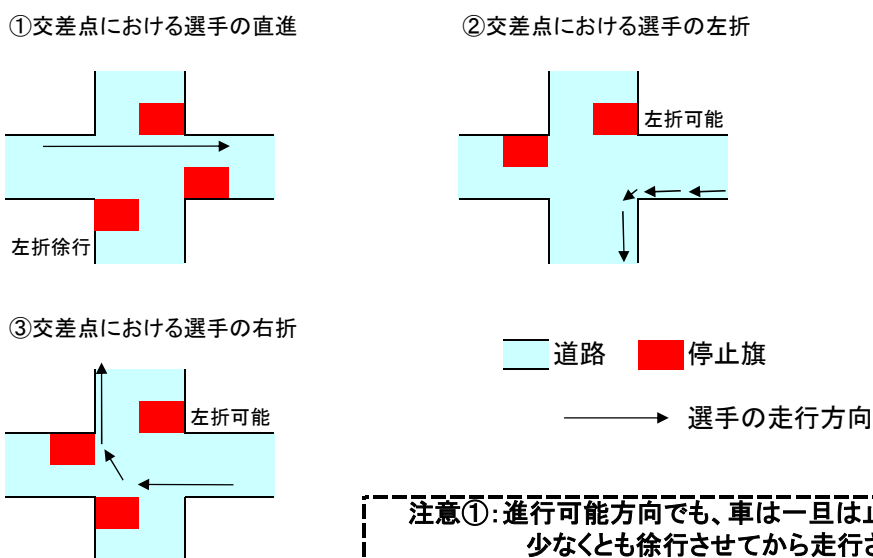 ①交差点における選手の直進
②交差点における選手の左折
左折可能
左折徐行
③交差点における選手の右折
左折可能
道路
停止旗
選手の走行方向
注意①:進行可能方向でも、車は一旦は
少なくとも徐行させてから走行